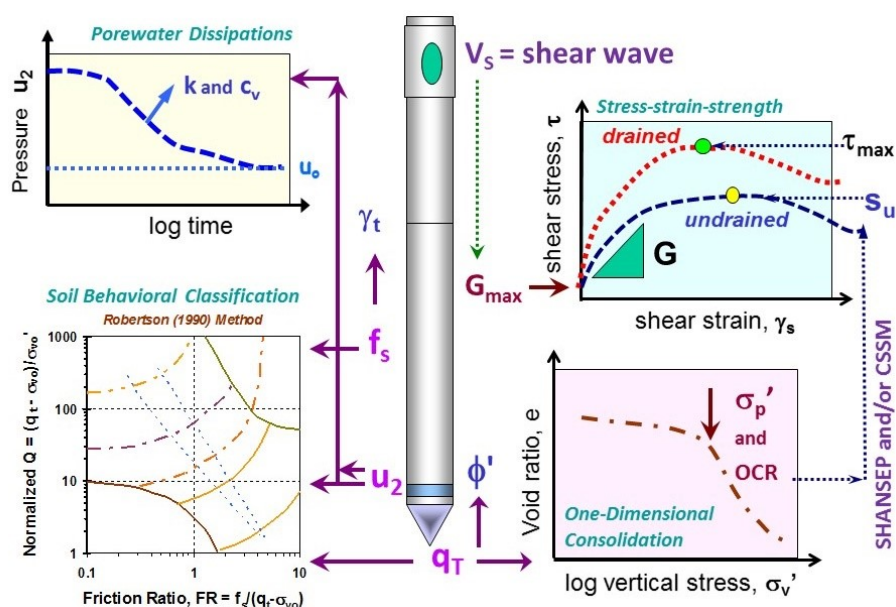 Porewater Dissipations
Pressure u₂
k and cᵥ
uₒ
log time
Vₛ = shear wave
Stress-strain-strength
shear stress, τ
drained
undrained
τmax
sᵤ
G
shear strain, γₛ
γₜ
Gmax
Soil Behavioral Classification
Robertson (1990) Method
Normalized Q = (qₜ- σᵥₒ)/σᵥₒ'
1000
100
10
1
0.1
1
10
Friction Ratio, FR = fₛ/(qₜ-σᵥₒ)
fₛ
u₂
ϕ'
q_T
Void ratio, e
σₚ'
and
OCR
One-Dimensional
Consolidation
log vertical stress, σᵥ'
SHANSEP and/or CSSM